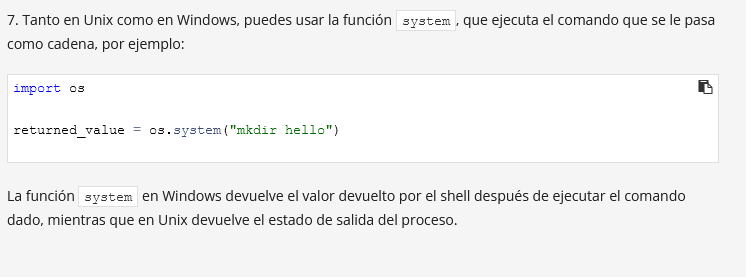 7. Tanto en Unix como en Windows, puedes usar la función system, que ejecuta el comando que se le pasa
como cadena, por ejemplo:
import os
returned_value = os.system("mkdir hello")
La función system en Windows devuelve el valor devuelto por el shell después de ejecutar el comando
dado, mientras que en Unix devuelve el estado de salida del proceso.